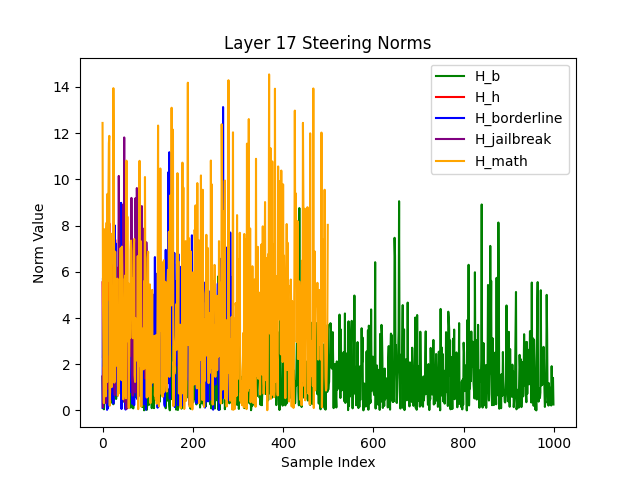 Layer 17 Steering Norms
H_b
H_h
H_borderline
H_jailbreak
H_math
Norm Value
14
12
10
8
6
4
2
0
0 200 400 600 800 1000
Sample Index